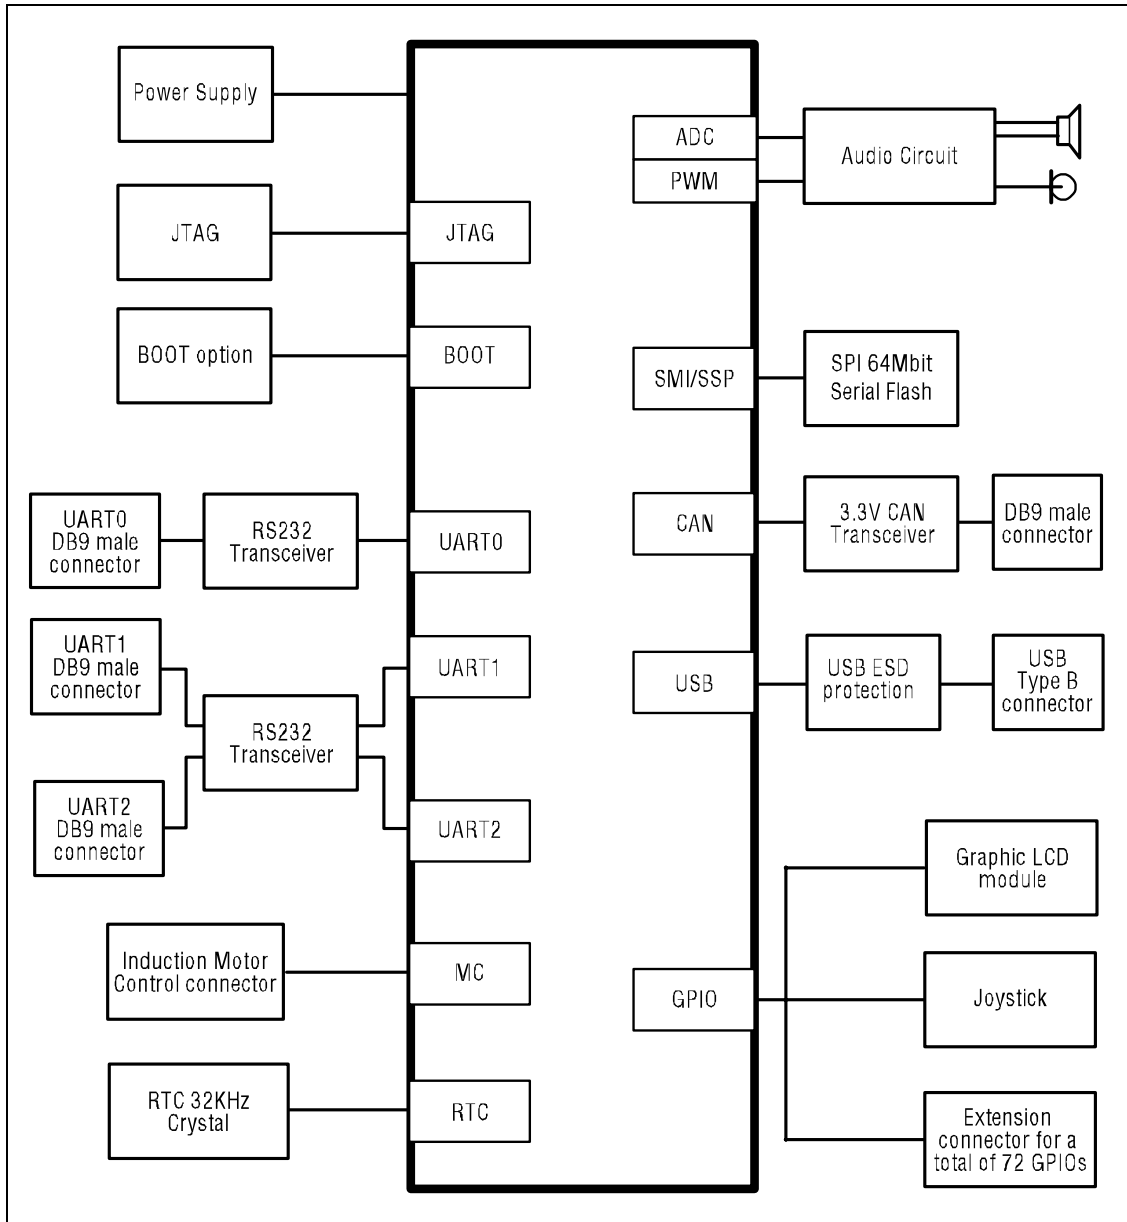 Power Supply
JTAG
JTAG
BOOT option
BOOT
UART0
DB9 male
connector
RS232
Transceiver
UART0
UART1
DB9 male
connector
UART1
RS232
Transceiver
UART2
DB9 male
connector
UART2
Induction Motor
Control connector
MC
RTC 32KHz
Crystal
RTC
ADC
PWM
Audio Circuit
SMI/SSP
SPI 64Mbit
Serial Flash
CAN
3.3V CAN
Transceiver
DB9 male
connector
USB
USB ESD
protection
USB
Type B
connector
GPIO
Graphic LCD
module
Joystick
Extension
connector for a
total of 72 GPIOs